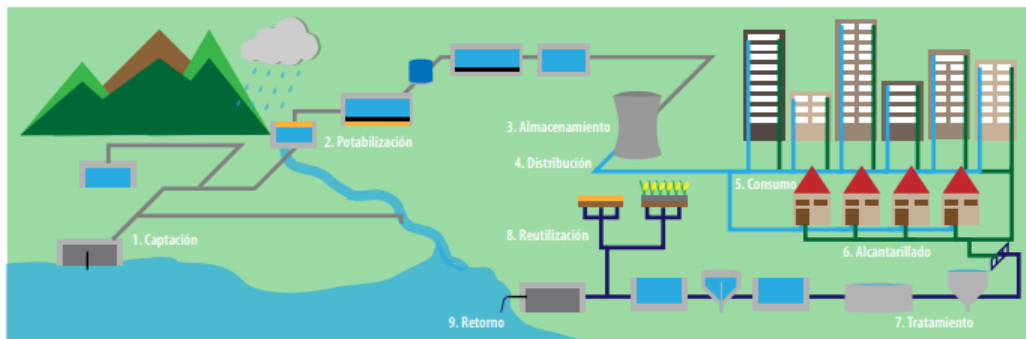 1. Captación
2. Potabilización
3. Almacenamiento
4. Distribución
5. Consumo
6. Alcantarillado
7. Tratamiento
8. Reutilización
9. Retorno